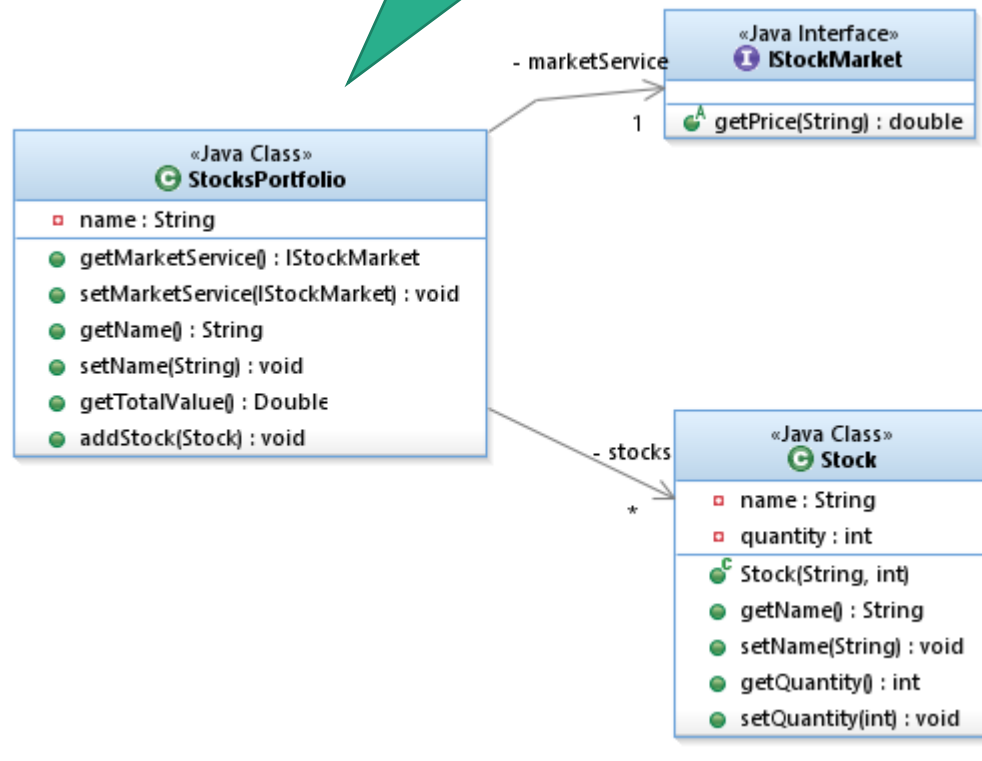 «Java Interface»
I IStockMarket
- marketService
1
A getPrice(String) : double
«Java Class»
C StocksPortfolio
name : String
getMarketService() : IStockMarket
setMarketService(IStockMarket) : void
getName() : String
setName(String) : void
getTotalValue() : Double
addStock(Stock) : void
- stocks
*
«Java Class»
C Stock
name : String
quantity : int
C Stock(String, int)
getName() : String
setName(String) : void
getQuantity() : int
setQuantity(int) : void